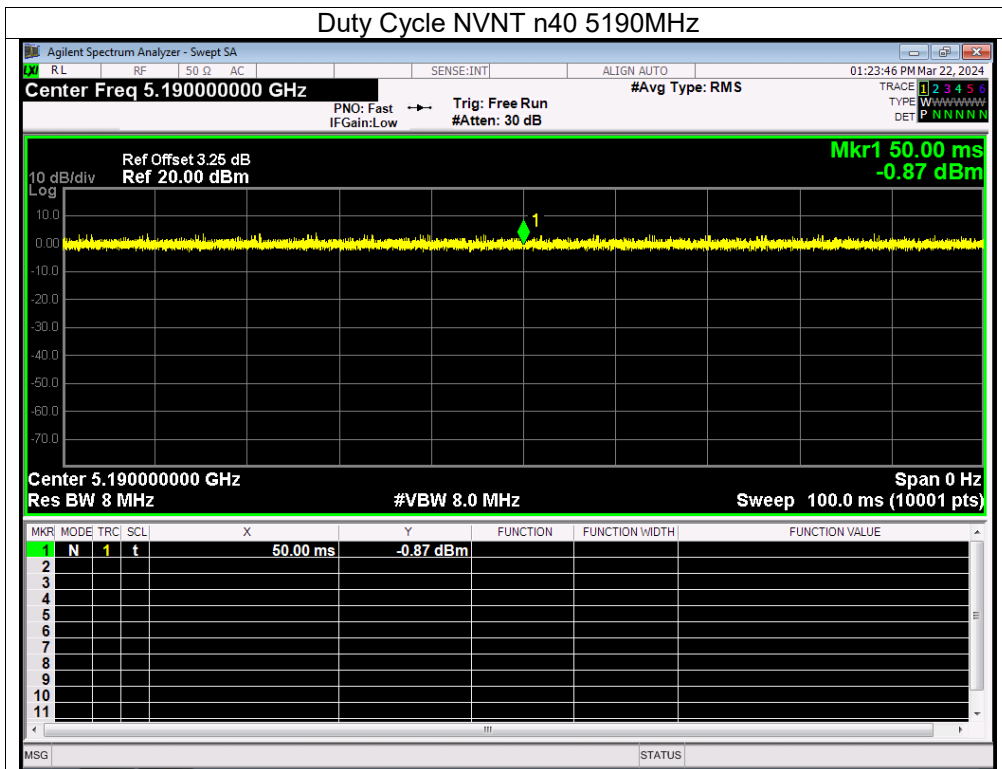 Duty Cycle NVNT n40 5190MHz
Agilent Spectrum Analyzer - Swept SA
LXI RL RF 50 Ω AC SENSE:INT ALIGN AUTO 01:23:46 PM Mar 22, 2024
Center Freq 5.190000000 GHz #Avg Type: RMS TRACE 1 2 3 4 5 6
PNO: Fast Trig: Free Run TYPE WWWWWW
IFGain:Low #Atten: 30 dB DET P N N N N N
Mkr1 50.00 ms
Ref Offset 3.25 dB
10 dB/div Ref 20.00 dBm -0.87 dBm
Log
10.0
1
0.00
-10.0
-20.0
-30.0
-40.0
-50.0
-60.0
-70.0
Center 5.190000000 GHz Span 0 Hz
Res BW 8 MHz #VBW 8.0 MHz Sweep 100.0 ms (10001 pts)
MKR MODE TRC SCL X Y FUNCTION FUNCTION WIDTH FUNCTION VALUE
1 N 1 t 50.00 ms -0.87 dBm
2
3
4
5
6
7
8
9
10
11
MSG STATUS